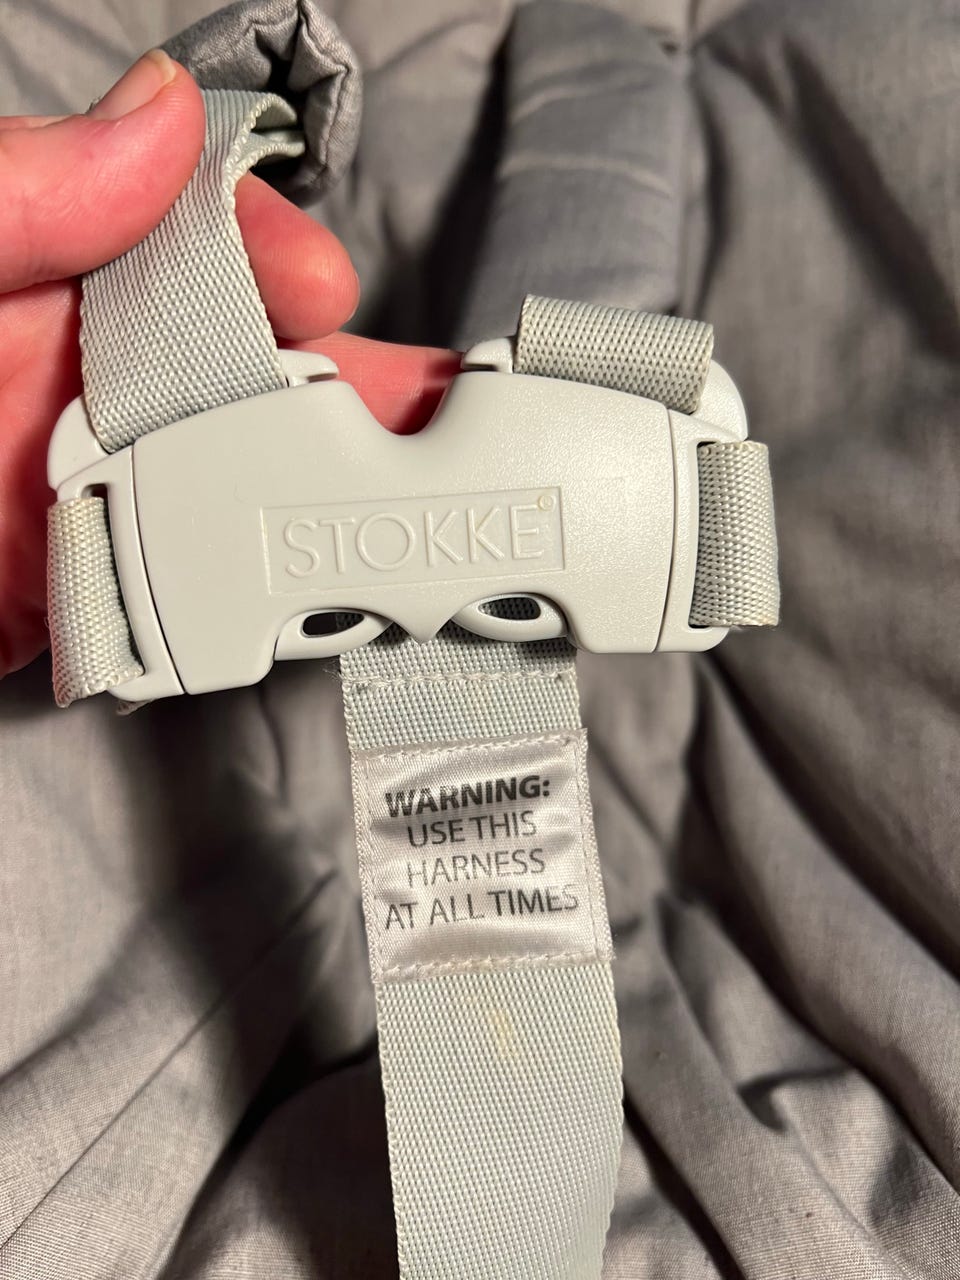 STOKKE®
WARNING:
USE THIS
HARNESS
AT ALL TIMES